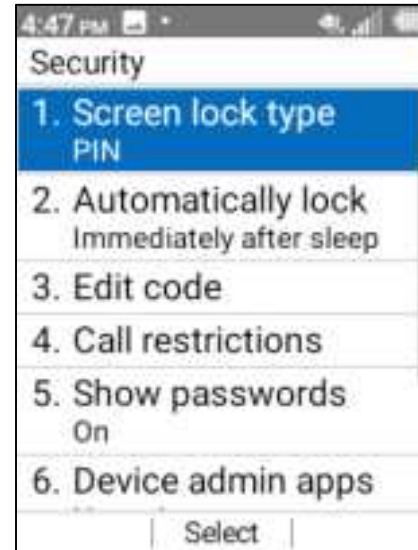 4:47 PM
Security
1. Screen lock type
PIN
2. Automatically lock
Immediately after sleep
3. Edit code
4. Call restrictions
5. Show passwords
On
6. Device admin apps
Select